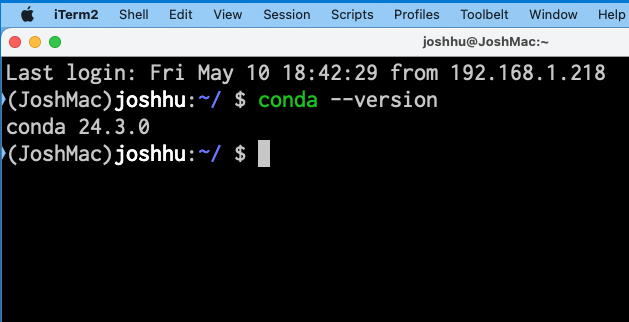 iTerm2 Shell Edit View Session Scripts Profiles Toolbelt Window Help
joshhu@JoshMac:~
Last login: Fri May 10 18:42:29 from 192.168.1.218
(JoshMac)joshhu:~/ $ conda --version
conda 24.3.0
(JoshMac)joshhu:~/ $